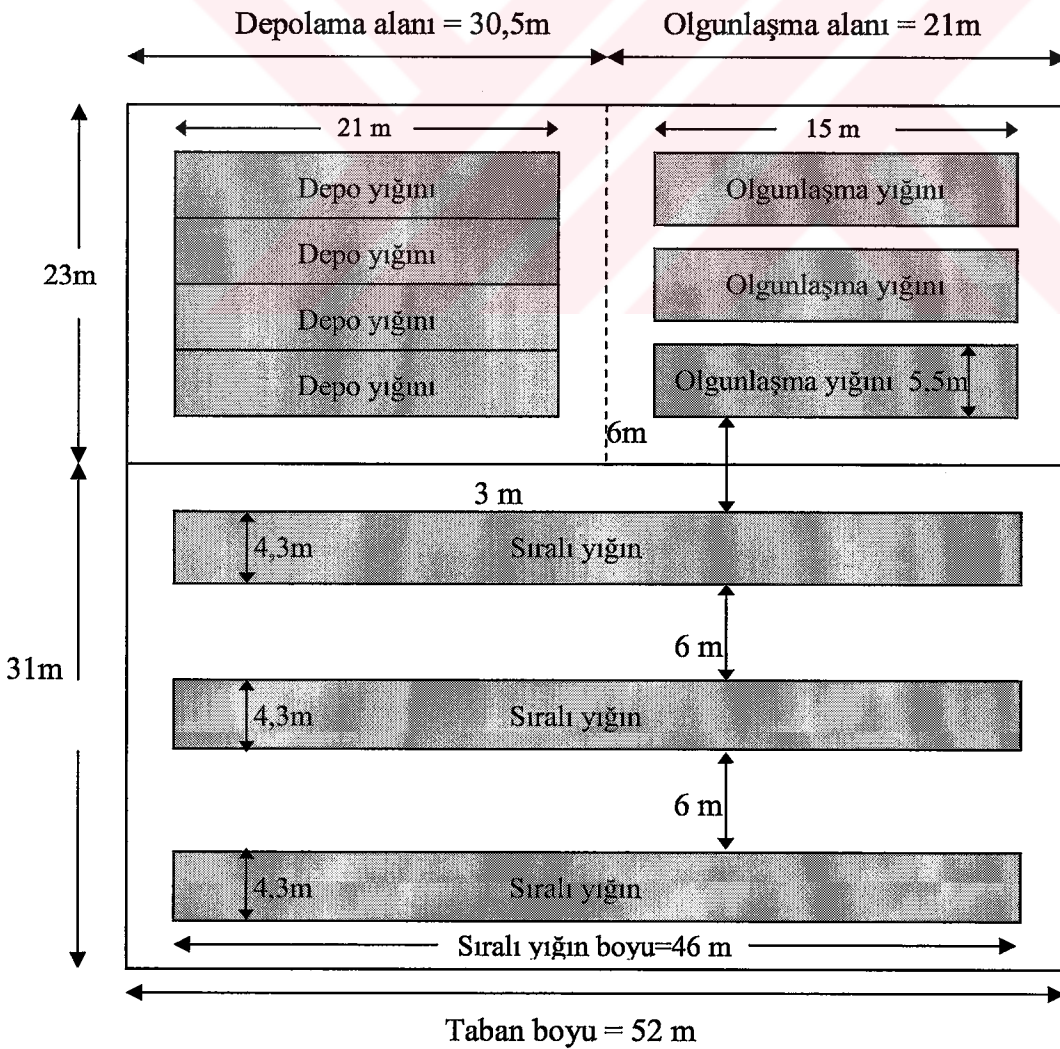 Depolama alanı = 30,5m
Olgunlaşma alanı = 21m
21 m
15 m
Depo yığını
Olgunlaşma yığını
Depo yığını
Olgunlaşma yığını
23m
Depo yığını
Depo yığını
Olgunlaşma yığını 5,5m
6m
3 m
4,3m
Sıralı yığın
6 m
31m
4,3m
Sıralı yığın
6 m
4,3m
Sıralı yığın
Sıralı yığın boyu=46 m
Taban boyu = 52 m